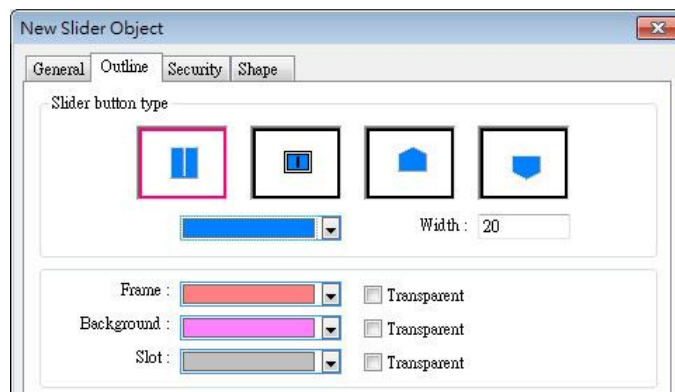 New Slider Object
General Outline Security Shape
Slider button type
Width : 20
Frame : Transparent
Background : Transparent
Slot : Transparent